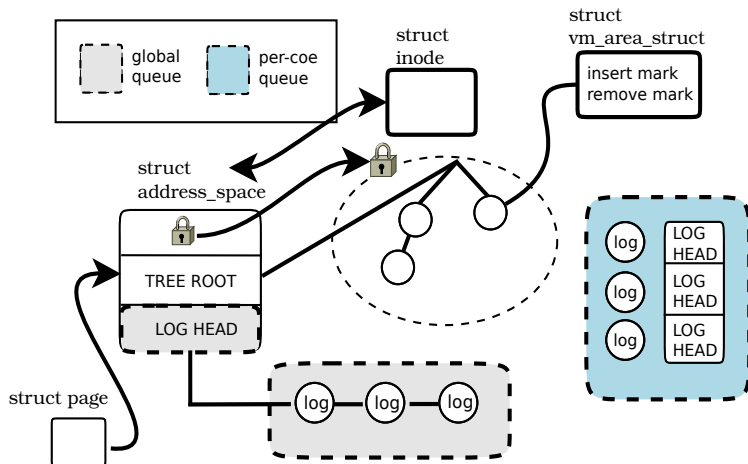 global
queue
per-coe
queue
struct
inode
struct
vm_area_struct
insert mark
remove mark
struct
address_space
TREE ROOT
LOG HEAD
struct page
log
log
log
log
LOG
HEAD
log
LOG
HEAD
log
LOG
HEAD